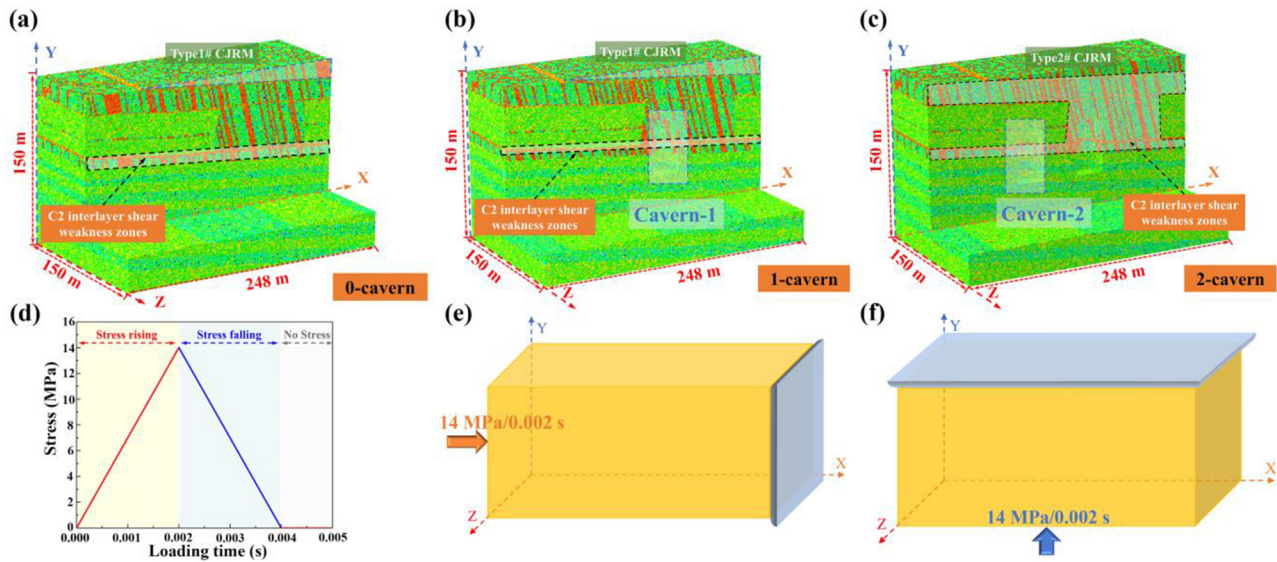 (a)
Y
Type1# CJRM
150 m
X
C2 interlayer shear
weakness zones
150 m
248 m
Z
0-cavern
(b)
Y
Type1# CJRM
150 m
X
C2 interlayer shear
weakness zones
Cavern-1
150 m
248 m
Z
1-cavern
(c)
Y
Type2# CJRM
150 m
X
Cavern-2
C2 interlayer shear
weakness zones
150 m
248 m
Z
2-cavern
(d)
Stress (MPa)
16
14
12
10
8
6
4
2
0
Stress rising
Stress falling
No Stress
0.000 0.001 0.002 0.003 0.004 0.005
Loading time (s)
(e)
Y
14 MPa/0.002 s
X
Z
(f)
Y
X
Z
14 MPa/0.002 s